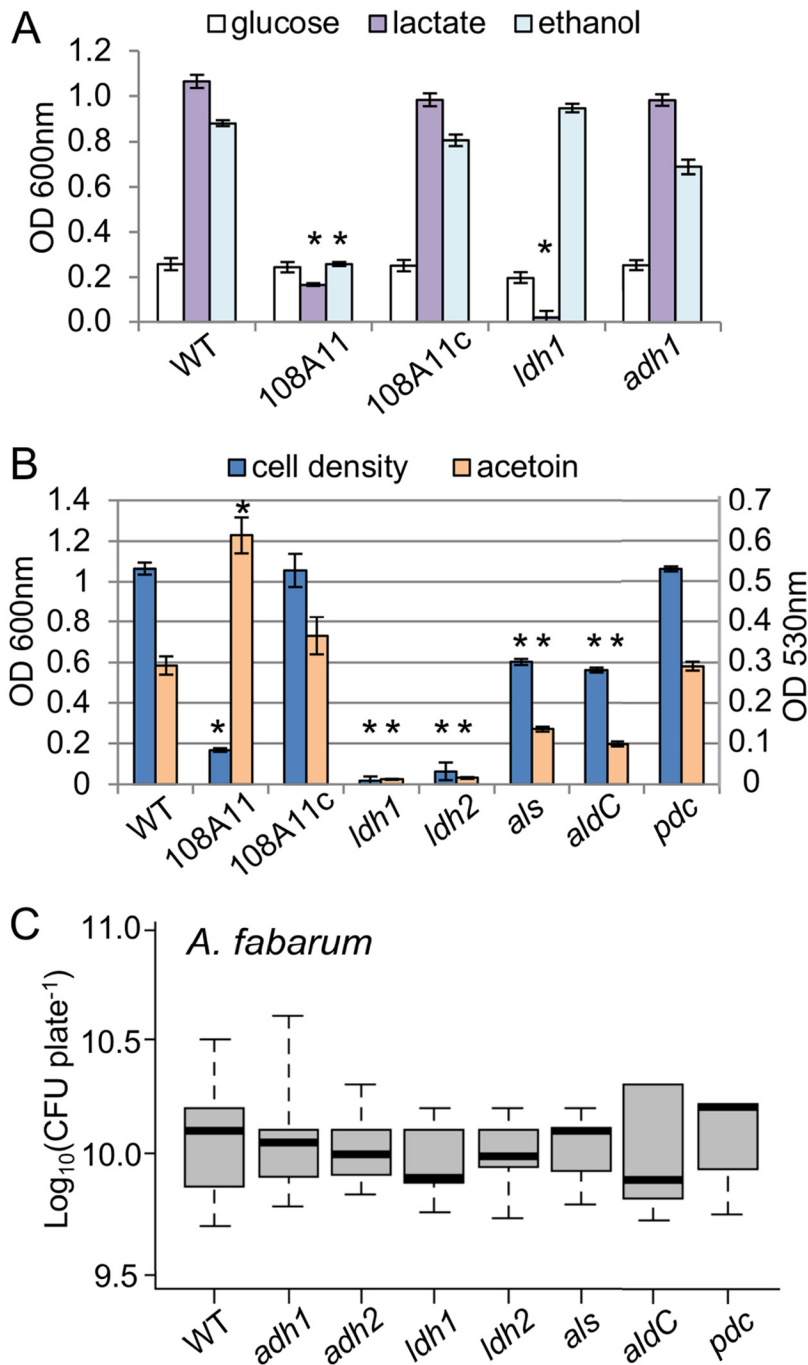 A
glucose lactate ethanol
OD 600nm
1.2
1.0
0.8
0.6
0.4
0.2
0.0
* *
*
WT 108A11 108A11c ldh1 adh1
B
cell density acetoin
OD 600nm
1.4
1.2
1
0.8
0.6
0.4
0.2
0
OD 530nm
0.7
0.6
0.5
0.4
0.3
0.2
0.1
0
*
*
* *
* *
* *
* *
WT 108A11 108A11c ldh1 ldh2 als aldC pdc
C
A. fabarum
Log10(CFU plate-1)
11.0
10.5
10.0
9.5
WT adh1 adh2 ldh1 ldh2 als aldC pdc